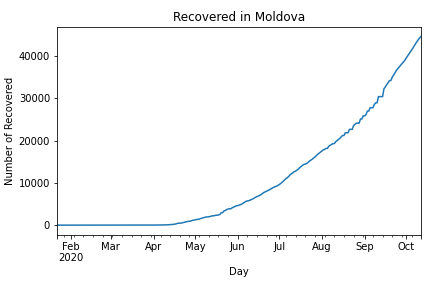 Recovered in Moldova
Number of Recovered
40000
30000
20000
10000
0
Feb Mar Apr May Jun Jul Aug Sep Oct
2020
Day